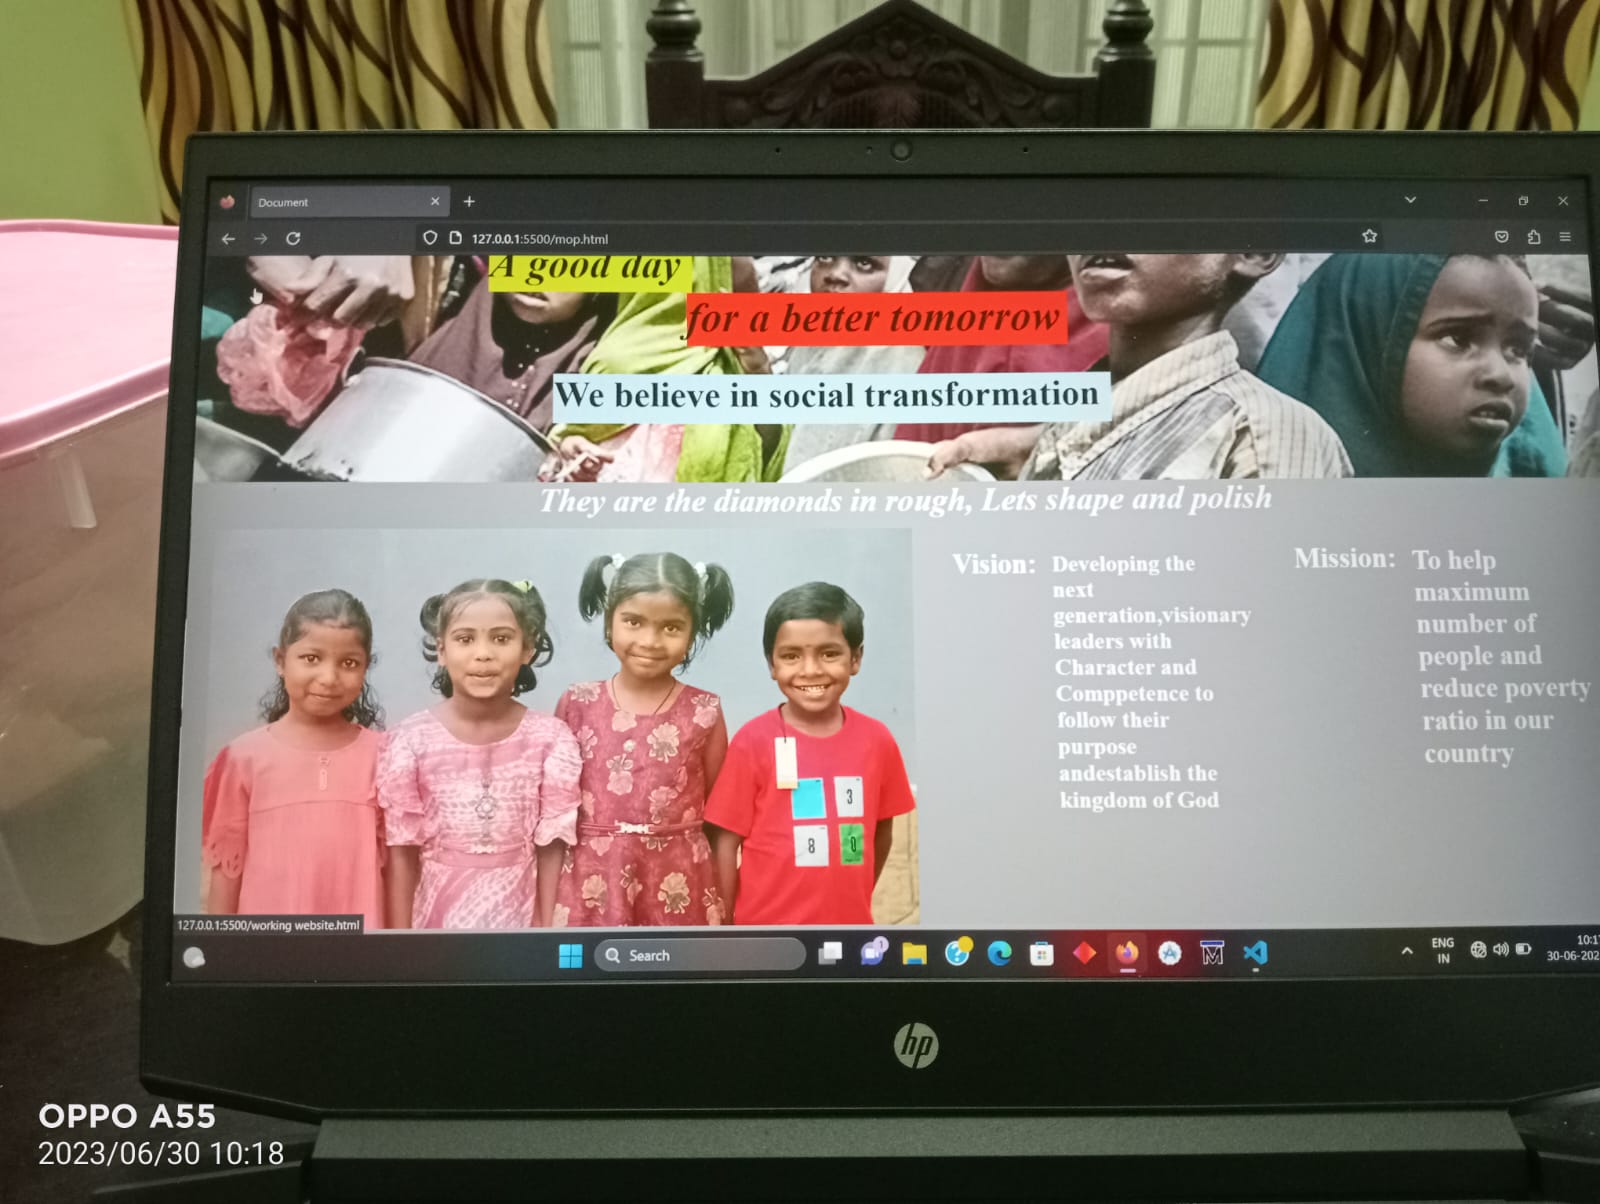 Document
127.0.0.1:5500/mop.html
A good day
for a better tomorrow
We believe in social transformation
They are the diamonds in rough, Lets shape and polish
Vision:
Developing the
next
generation,visionary
leaders with
Character and
Comppetence to
follow their
purpose
andestablish the
kingdom of God
Mission:
To help
maximum
number of
people and
reduce poverty
ratio in our
country
3
8
0
127.0.0.1:5500/working website.html
Search
1
ENG
IN
10:1
30-06-202
hp
OPPO A55
2023/06/30 10:18